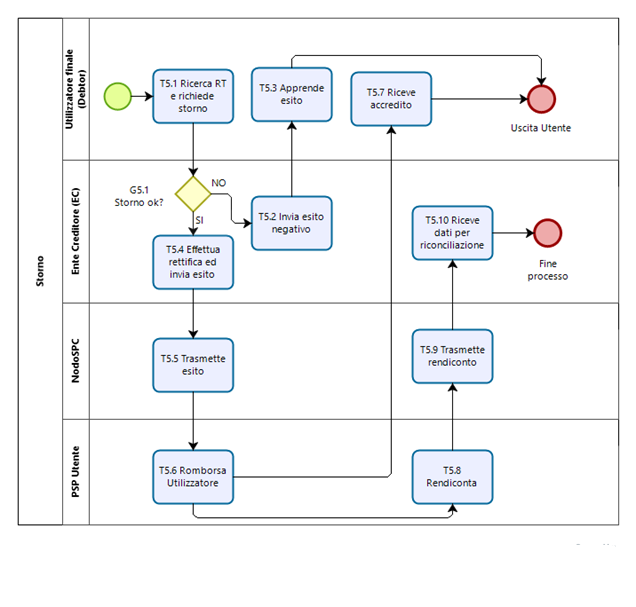 Storno
Utilizzatore finale
(Debtor)
T5.1 Ricerca RT
e richiede
storno
T5.3 Apprende
esito
T5.7 Riceve
accredito
Uscita Utente
Ente Creditore (EC)
G5.1
Storno ok?
NO
SI
T5.2 Invia esito
negativo
T5.4 Effettua
rettifica ed
invia esito
T5.10 Riceve
dati per
riconciliazione
Fine
processo
NodoSPC
T5.5 Trasmette
esito
T5.9 Trasmette
rendiconto
PSP Utente
T5.6 Romborsa
Utilizzatore
T5.8
Rendiconta